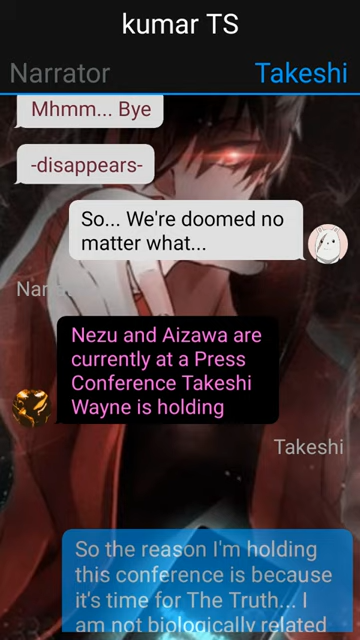 kumar TS
Narrator
Takeshi
Mhmm... Bye
-disappears-
So... We're doomed no
matter what...
Nezu and Aizawa are
currently at a Press
Conference Takeshi
Wayne is holding
Takeshi
So the reason I'm holding
this conference is because
it's time for The Truth... I
am not biologically related